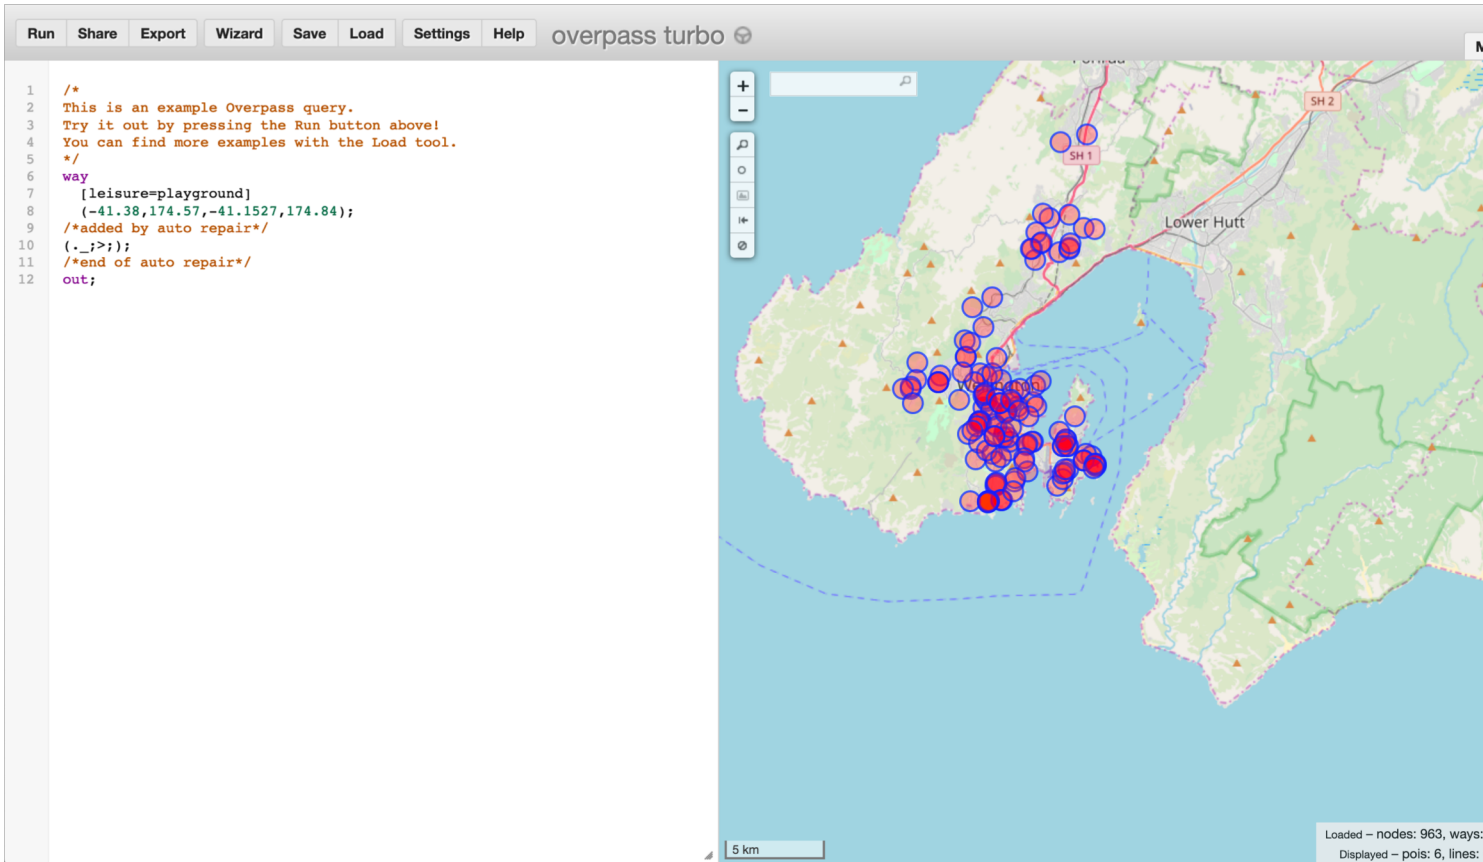 Run Share Export Wizard Save Load Settings Help overpass turbo
1 /*
2 This is an example Overpass query.
3 Try it out by pressing the Run button above!
4 You can find more examples with the Load tool.
5 */
6 way
7 [leisure=playground]
8 (-41.38,174.57,-41.1527,174.84);
9 /*added by auto repair*/
10 (._;>;);
11 /*end of auto repair*/
12 out;
+
−
SH 2
SH 1
Lower Hutt
5 km
Loaded – nodes: 963, ways:
Displayed – pois: 6, lines: